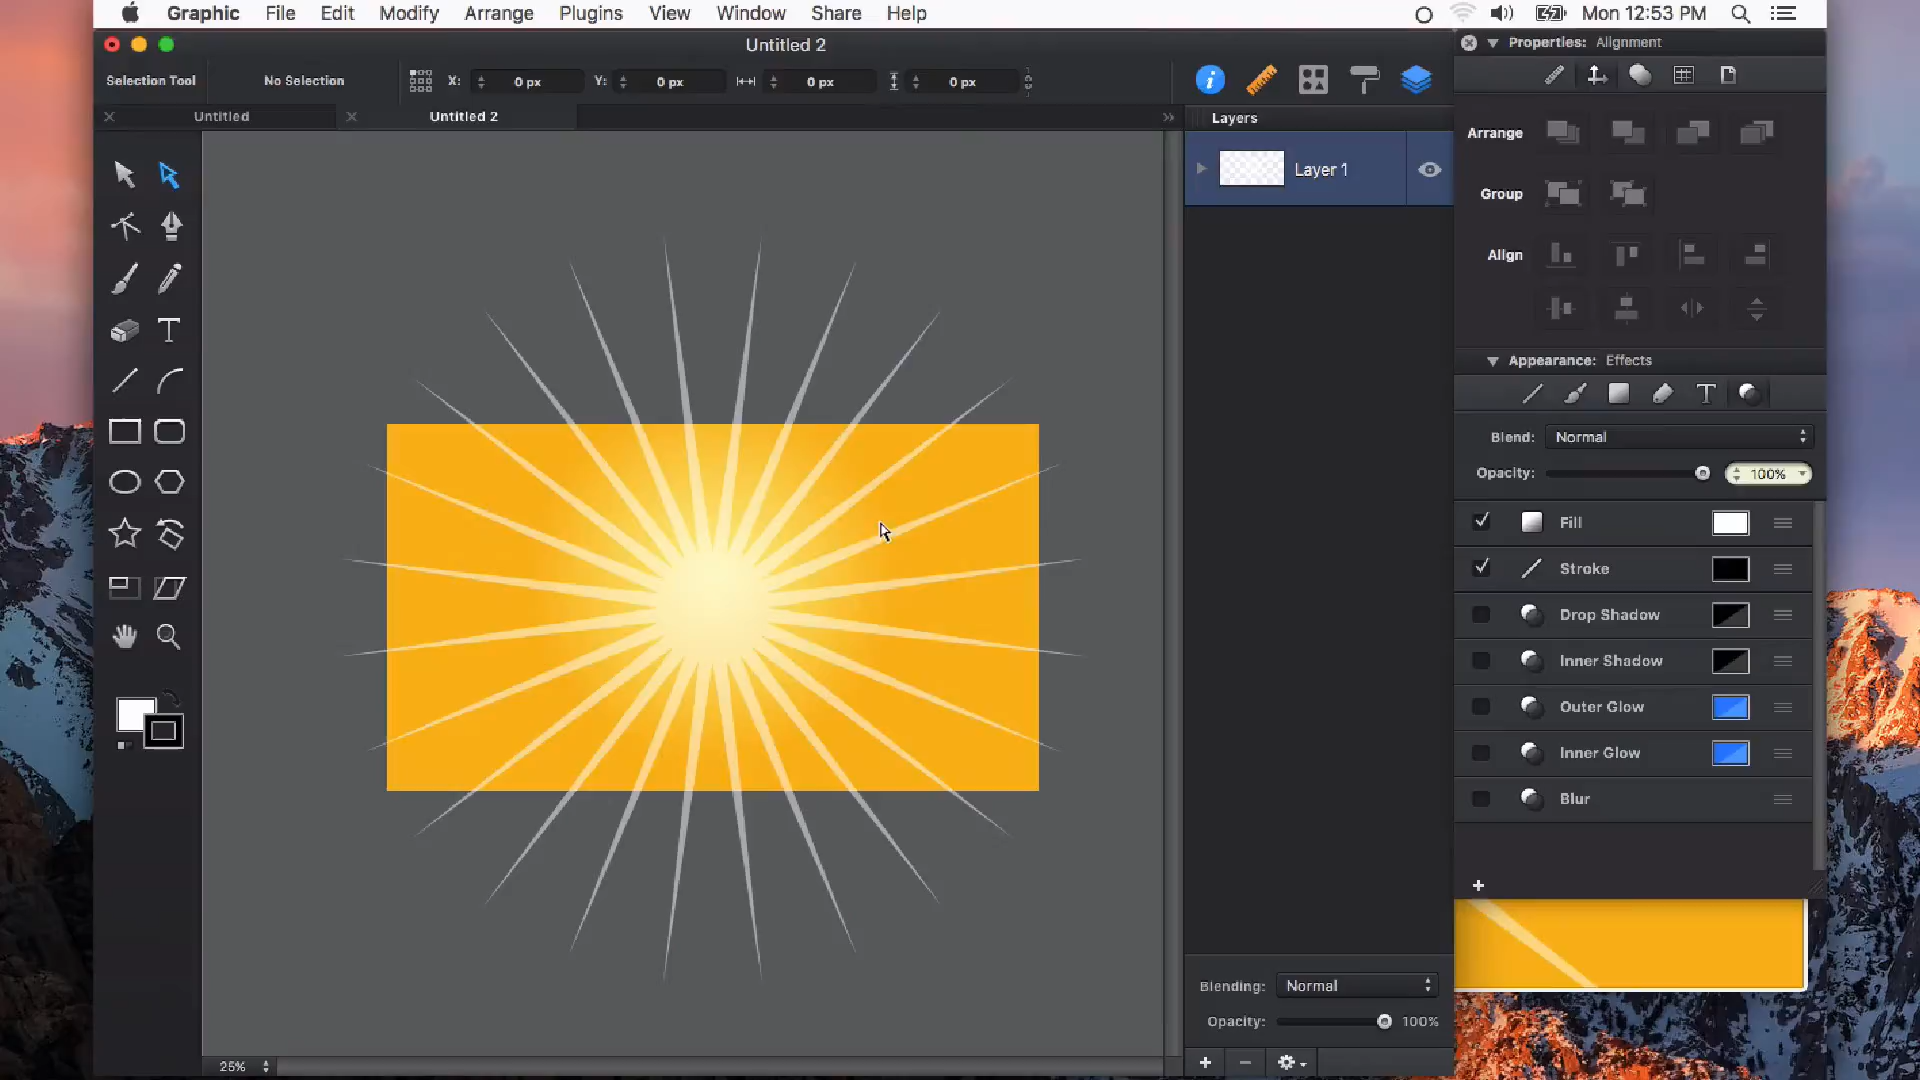 Graphic File Edit Modify Arrange Plugins View Window Share Help Mon 12:53 PM
Untitled 2
Properties: Alignment
Selection Tool No Selection X: 0 px Y: 0 px 0 px 0 px
Untitled Untitled 2
Layers
Layer 1
Arrange
Group
Align
Appearance: Effects
Blend: Normal
Opacity: 100%
Fill
Stroke
Drop Shadow
Inner Shadow
Outer Glow
Inner Glow
Blur
Blending: Normal
Opacity: 100%
25%